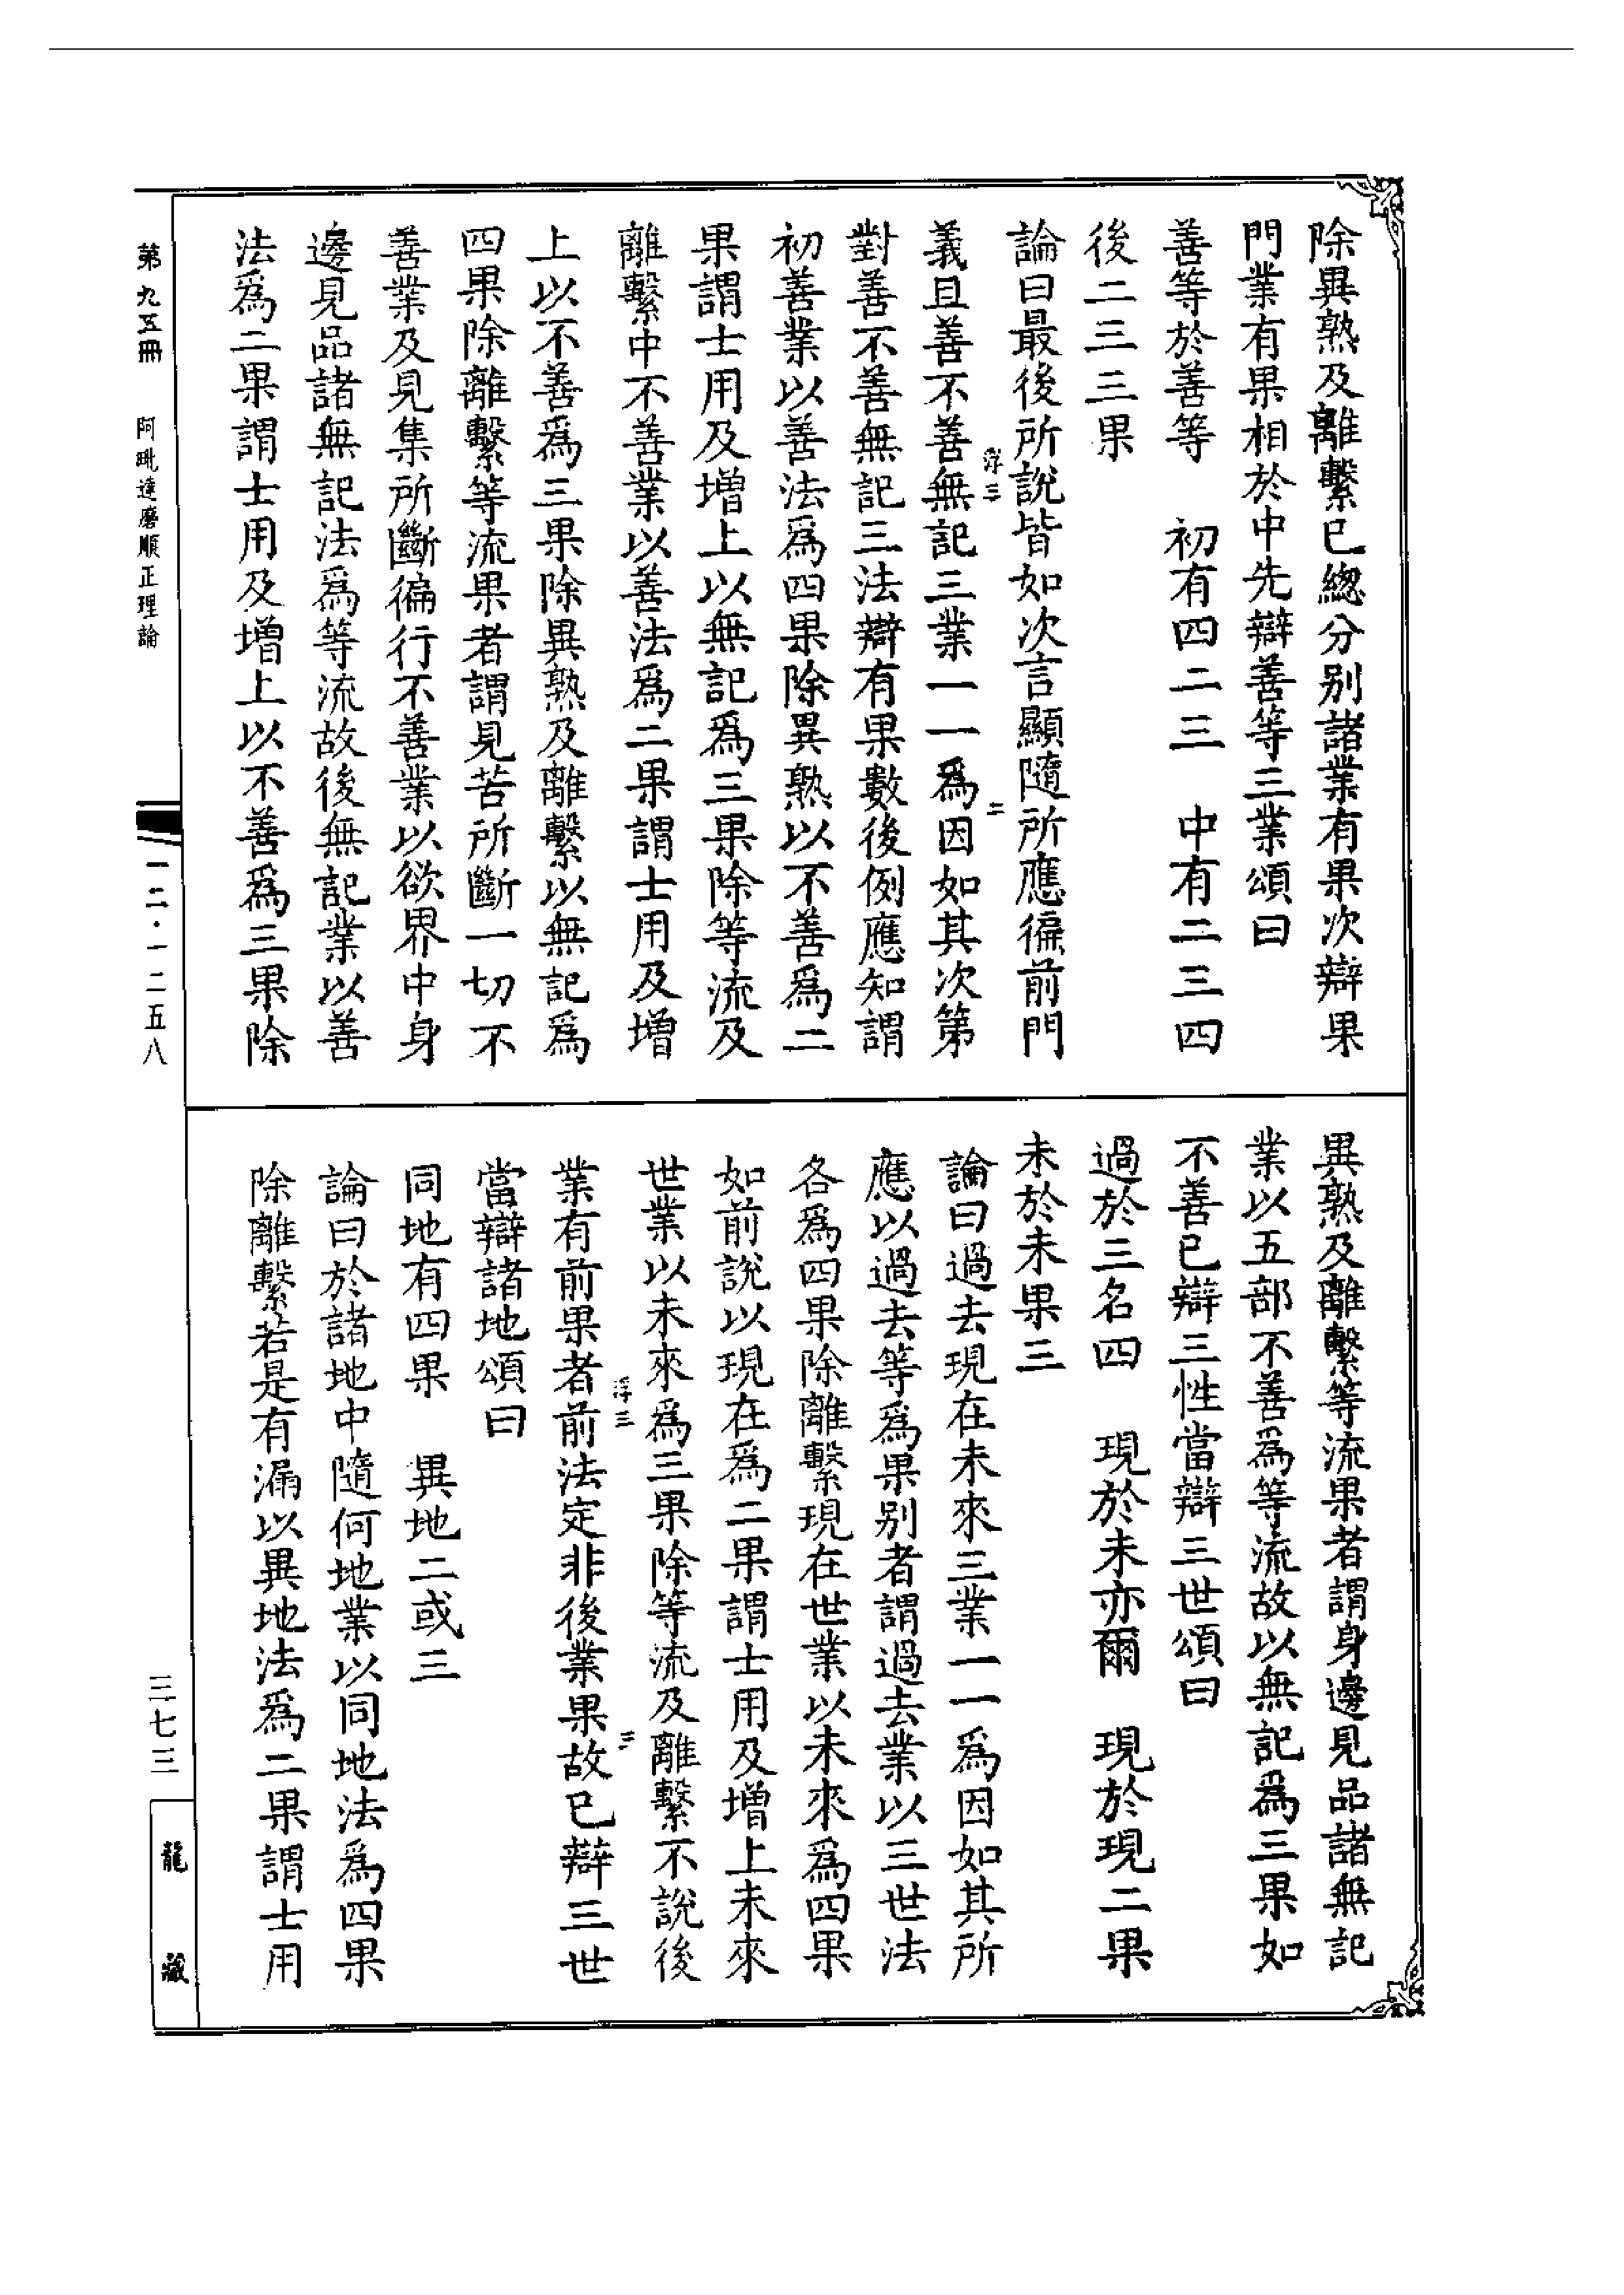 除異熟及離繫已總分別諸業有果次辯果
門業有果相於中先辯善等三業頌曰
善等於善等　初有四二三　中有二三四
後二三三果
論曰最後所說皆如次言顯隨所應徧前門
義且善不善無記三業一一爲因如其次第
對善不善無記三法辯有果數後例應知謂
初善業以善法爲四果除異熟以不善爲二
果謂士用及增上以無記爲三果除等流及
離繫中不善業以善法爲二果謂士用及增
上以不善爲三果除異熟及離繫以無記爲
四果除離繫等流果者謂見苦所斷一切不
善業及見集所斷徧行不善業以欲界中身
邊見品諸無記法爲等流故後無記業以善
法爲二果謂士用及增上以不善爲三果除
浮三
二
異熟及離繫等流果者謂身邊見品諸無記
業以五部不善爲等流故以無記爲三果如
不善已辯三性當辯三世頌曰
過於三名四　現於未亦爾　現於現二果
未於未果三
論曰過去現在未來三業一一爲因如其所
應以過去等爲果別者謂過去業以三世法
各爲四果除離繫現在世業以未來爲四果
如前說以現在爲二果謂士用及增上未來
世業以未來爲三果除等流及離繫不說後
業有前果者前法定非後業果故已辯三世
當辯諸地頌曰
同地有四果　異地二或三
論曰於諸地中隨何地業以同地法爲四果
除離繫若是有漏以異地法爲二果謂士用
浮三
三
第九五冊　阿毗達磨順正理論
一二·一二五八
三七三
龍藏